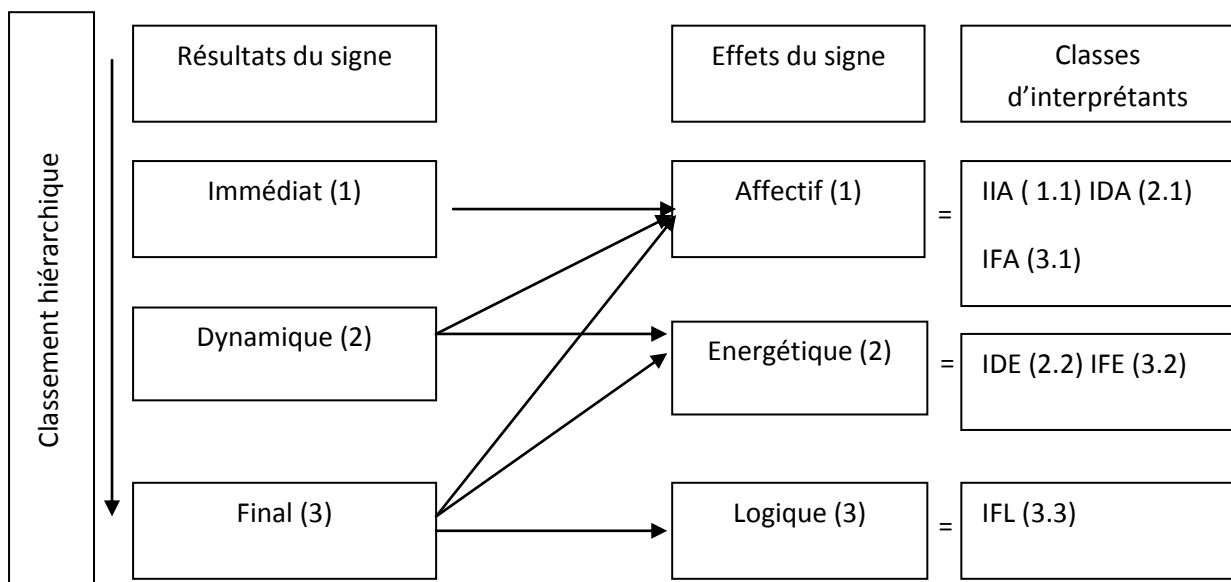 Classement hiérarchique
Résultats du signe
Effets du signe
Classes
d’interprétants
Immédiat (1)
Affectif (1)
=
IIA ( 1.1) IDA (2.1)
IFA (3.1)
Dynamique (2)
Energétique (2)
=
IDE (2.2) IFE (3.2)
Final (3)
Logique (3)
=
IFL (3.3)